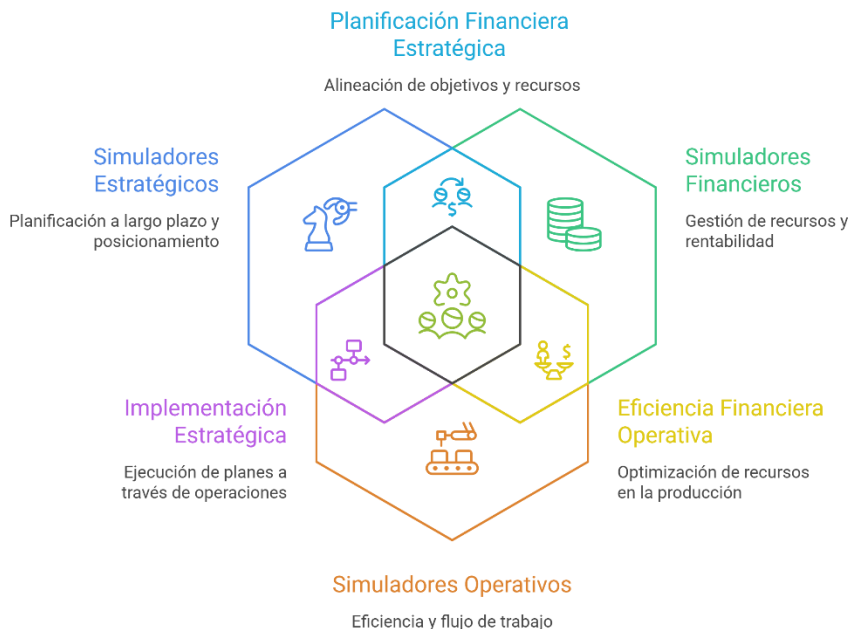 Planificación Financiera
Estratégica
Alineación de objetivos y recursos
Simuladores
Estratégicos
Planificación a largo plazo y
posicionamiento
Simuladores
Financieros
Gestión de recursos y
rentabilidad
$
$
Implementación
Estratégica
Ejecución de planes a
través de operaciones
Eficiencia Financiera
Operativa
Optimización de recursos
en la producción
Simuladores Operativos
Eficiencia y flujo de trabajo